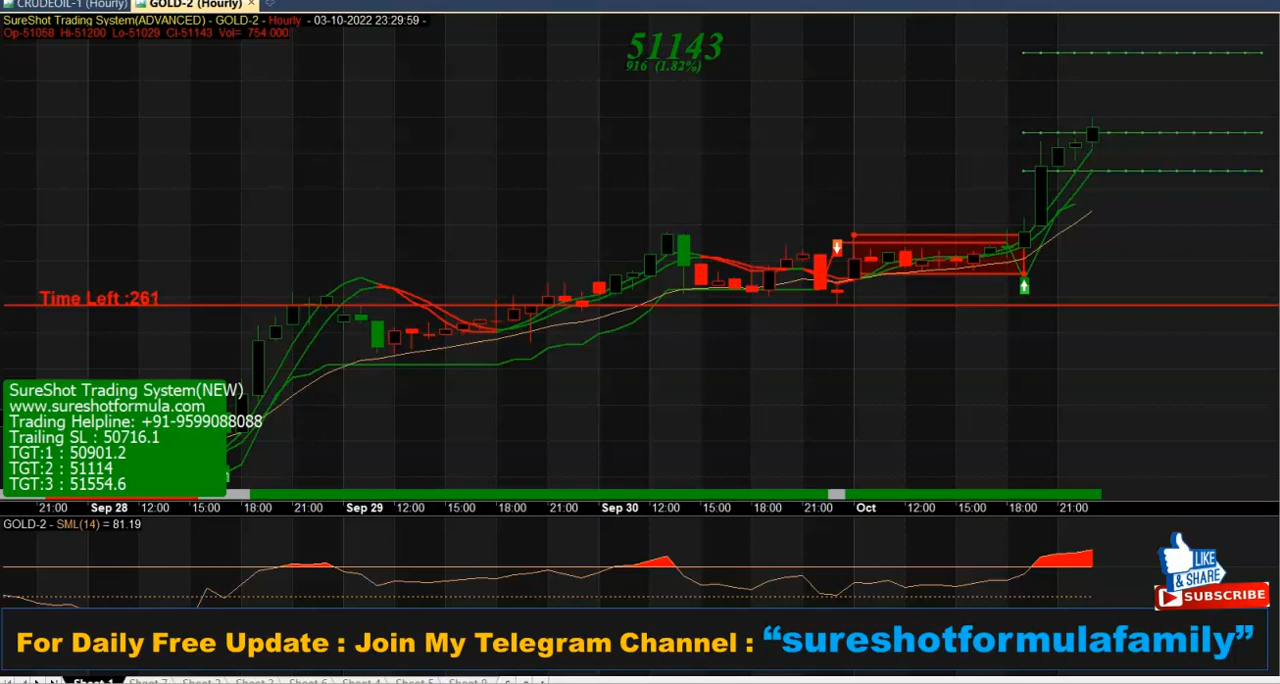 CRUDEOIL-1 (Hourly) GOLD-2 (Hourly)
SureShot Trading System(ADVANCED) - GOLD-2 - Hourly - 03-10-2022 23:29:59 -
Op-51058 Hi-51200 Lo-51029 Cl-51143 Vol= 754.000
51143
916 (1.82%)
Time Left :261
SureShot Trading System(NEW)
www.sureshotformula.com
Trading Helpline: +91-9599088088
Trailing SL : 50716.1
TGT:1 : 50901.2
TGT:2 : 51114
TGT:3 : 51554.6
21:00 Sep 28 12:00 15:00 18:00 21:00 Sep 29 12:00 15:00 18:00 21:00 Sep 30 12:00 15:00 18:00 21:00 Oct 12:00 15:00 18:00 21:00
GOLD-2 - SML(14) = 81.19
LIKE
& SHARE
SUBSCRIBE
For Daily Free Update : Join My Telegram Channel : “sureshotformulafamily”
Sheet 1